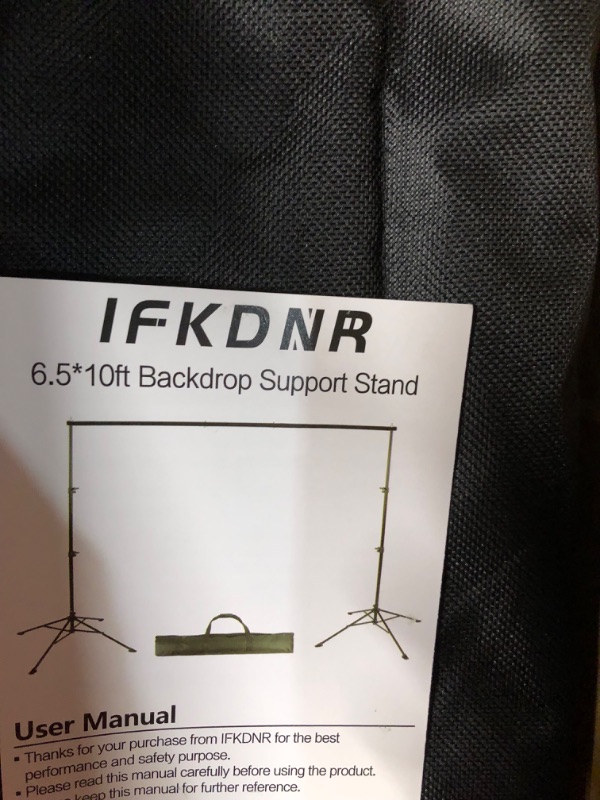 IFKDNR
6.5*10ft Backdrop Support Stand
User Manual
▪ Thanks for your purchase from IFKDNR for the best
performance and safety purpose.
▪ Please read this manual carefully before using the product.
▪ Please keep this manual for further reference.